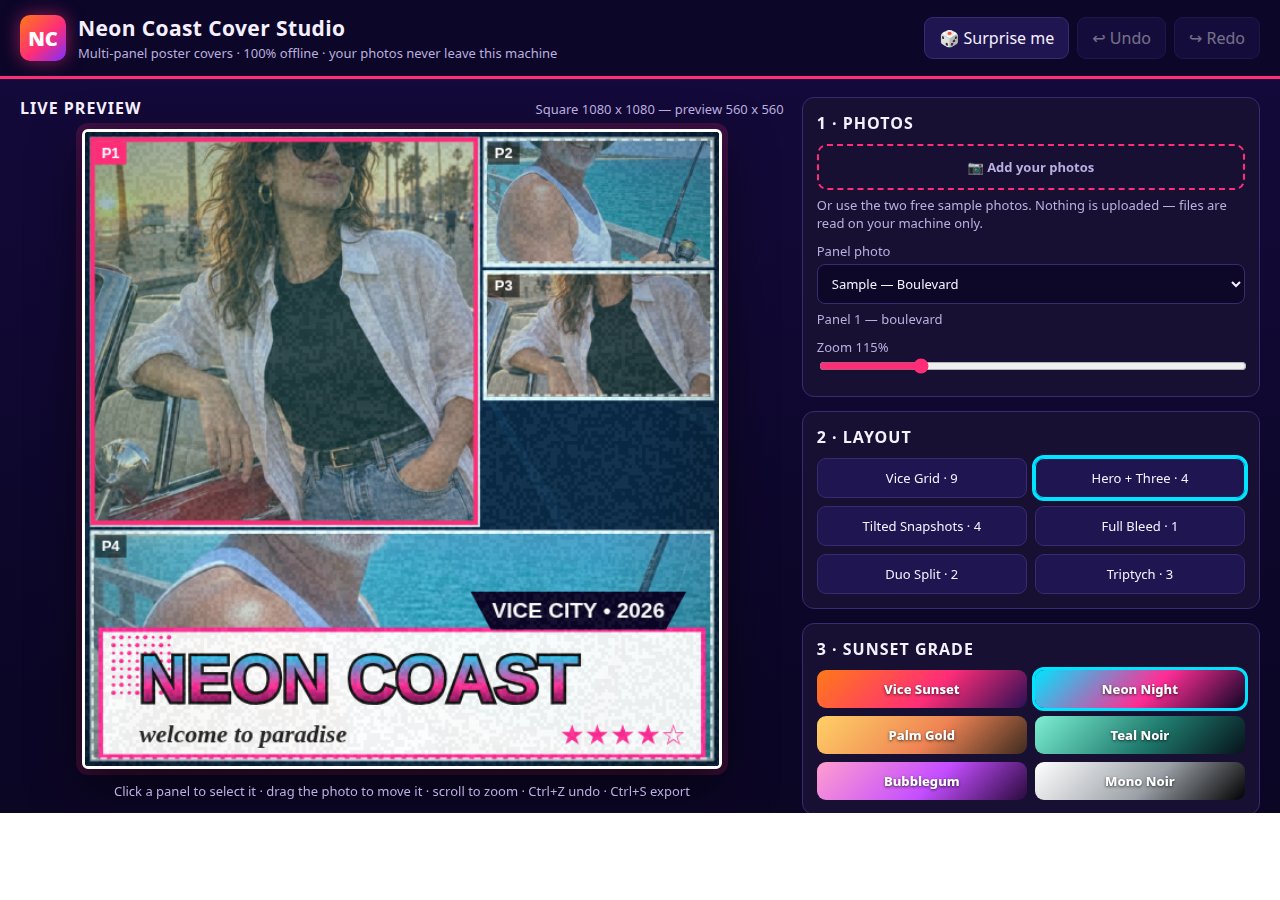 NC
Neon Coast Cover Studio
Multi-panel poster covers · 100% offline · your photos never leave this machine
🎲 Surprise me
↩ Undo
↪ Redo
LIVE PREVIEW
Square 1080 x 1080 — preview 560 x 560
P1
P2
P3
P4
VICE CITY • 2026
NEON COAST
welcome to paradise
★★★★☆
Click a panel to select it · drag the photo to move it · scroll to zoom · Ctrl+Z undo · Ctrl+S export
1 · PHOTOS
📷 Add your photos
Or use the two free sample photos. Nothing is uploaded — files are
read on your machine only.
Panel photo
Sample — Boulevard
Panel 1 — boulevard
Zoom 115%
2 · LAYOUT
Vice Grid · 9
Hero + Three · 4
Tilted Snapshots · 4
Full Bleed · 1
Duo Split · 2
Triptych · 3
3 · SUNSET GRADE
Vice Sunset
Neon Night
Palm Gold
Teal Noir
Bubblegum
Mono Noir